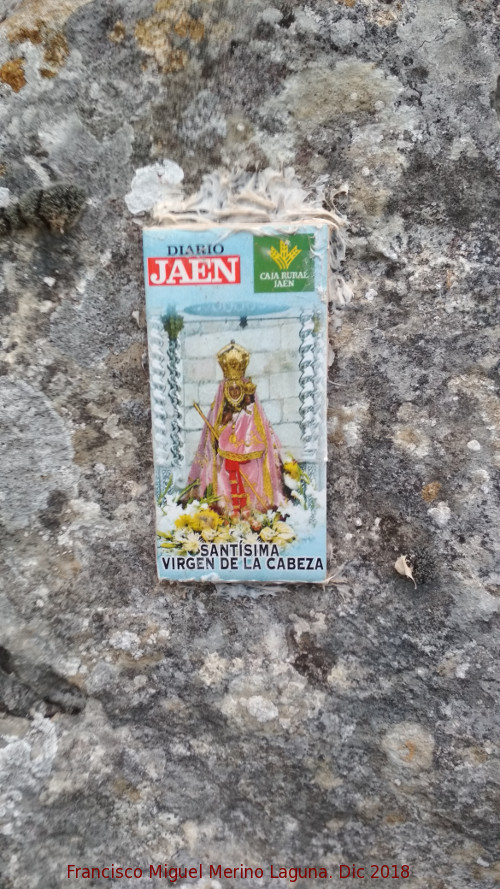 DIARIO
JAEN
CAJA RURAL
JAEN
SANTÍSIMA
VIRGEN DE LA CABEZA
Francisco Miguel Merino Laguna. Dic 2018